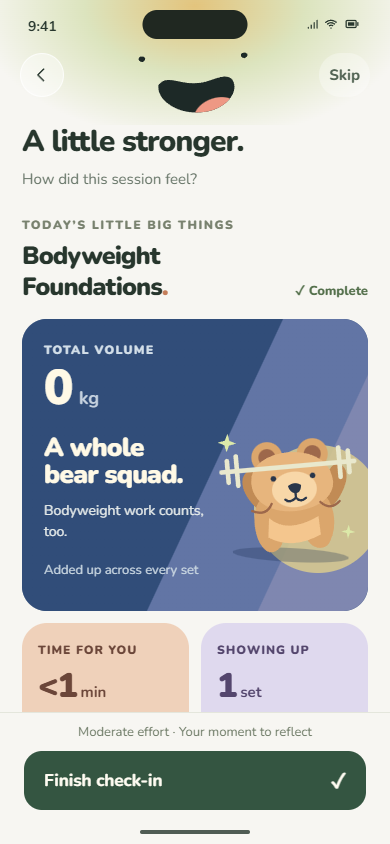 9:41
Skip
A little stronger.
How did this session feel?
TODAY'S LITTLE BIG THINGS
Bodyweight
Foundations.
✓ Complete
TOTAL VOLUME
0 kg
A whole
bear squad.
Bodyweight work counts,
too.
Added up across every set
TIME FOR YOU
<1 min
SHOWING UP
1 set
Moderate effort · Your moment to reflect
Finish check-in ✓